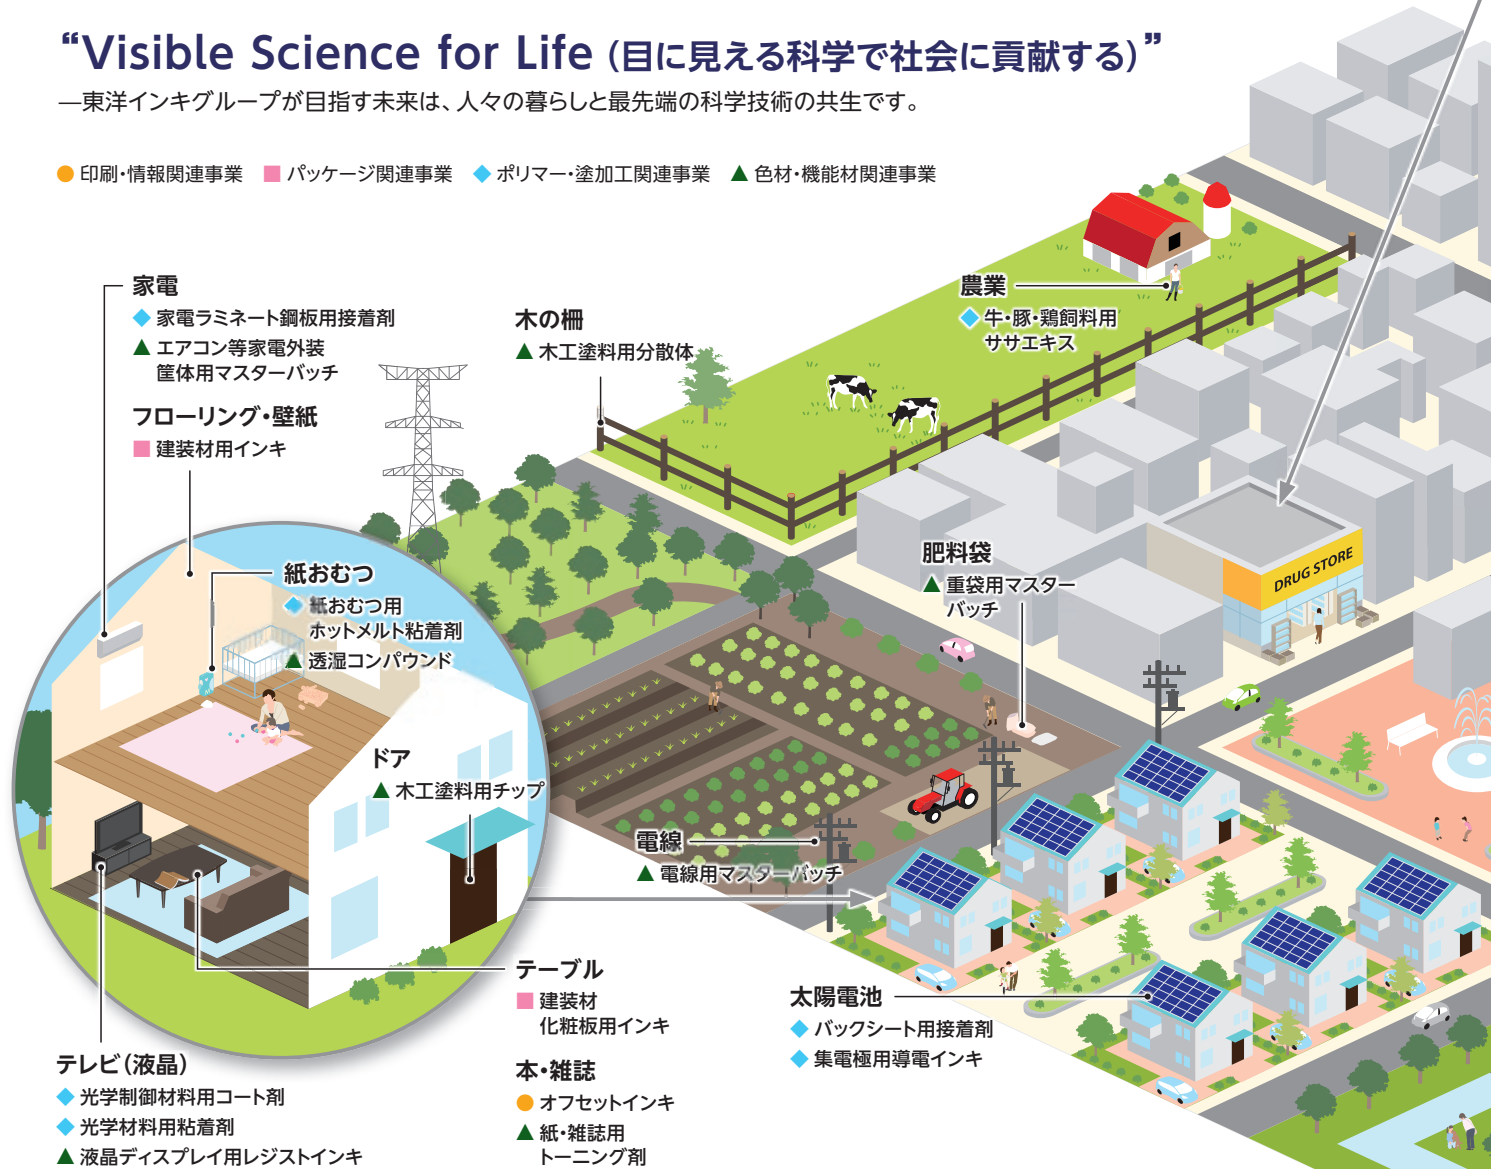 “Visible Science for Life（目に見える科学で社会に貢献する）”
―東洋インキグループが目指す未来は、人々の暮らしと最先端の科学技術の共生です。
● 印刷・情報関連事業 ■ パッケージ関連事業 ◆ ポリマー・塗加工関連事業 ▲ 色材・機能材関連事業
家電
◆ 家電ラミネート鋼板用接着剤
▲ エアコン等家電外装
筐体用マスターバッチ
フローリング・壁紙
■ 建装材用インキ
木の柵
▲ 木工塗料用分散体
農業
◆ 牛・豚・鶏飼料用
ササエキス
紙おむつ
◆ 紙おむつ用
ホットメルト粘着剤
▲ 透湿コンパウンド
肥料袋
▲ 重袋用マスター
バッチ
DRUG STORE
ドア
▲ 木工塗料用チップ
電線
▲ 電線用マスターバッチ
テーブル
■ 建装材
化粧板用インキ
太陽電池
◆ バックシート用接着剤
◆ 集電極用導電インキ
テレビ（液晶）
◆ 光学制御材料用コート剤
◆ 光学材料用粘着剤
▲ 液晶ディスプレイ用レジストインキ
本・雑誌
● オフセットインキ
▲ 紙・雑誌用
トーニング剤